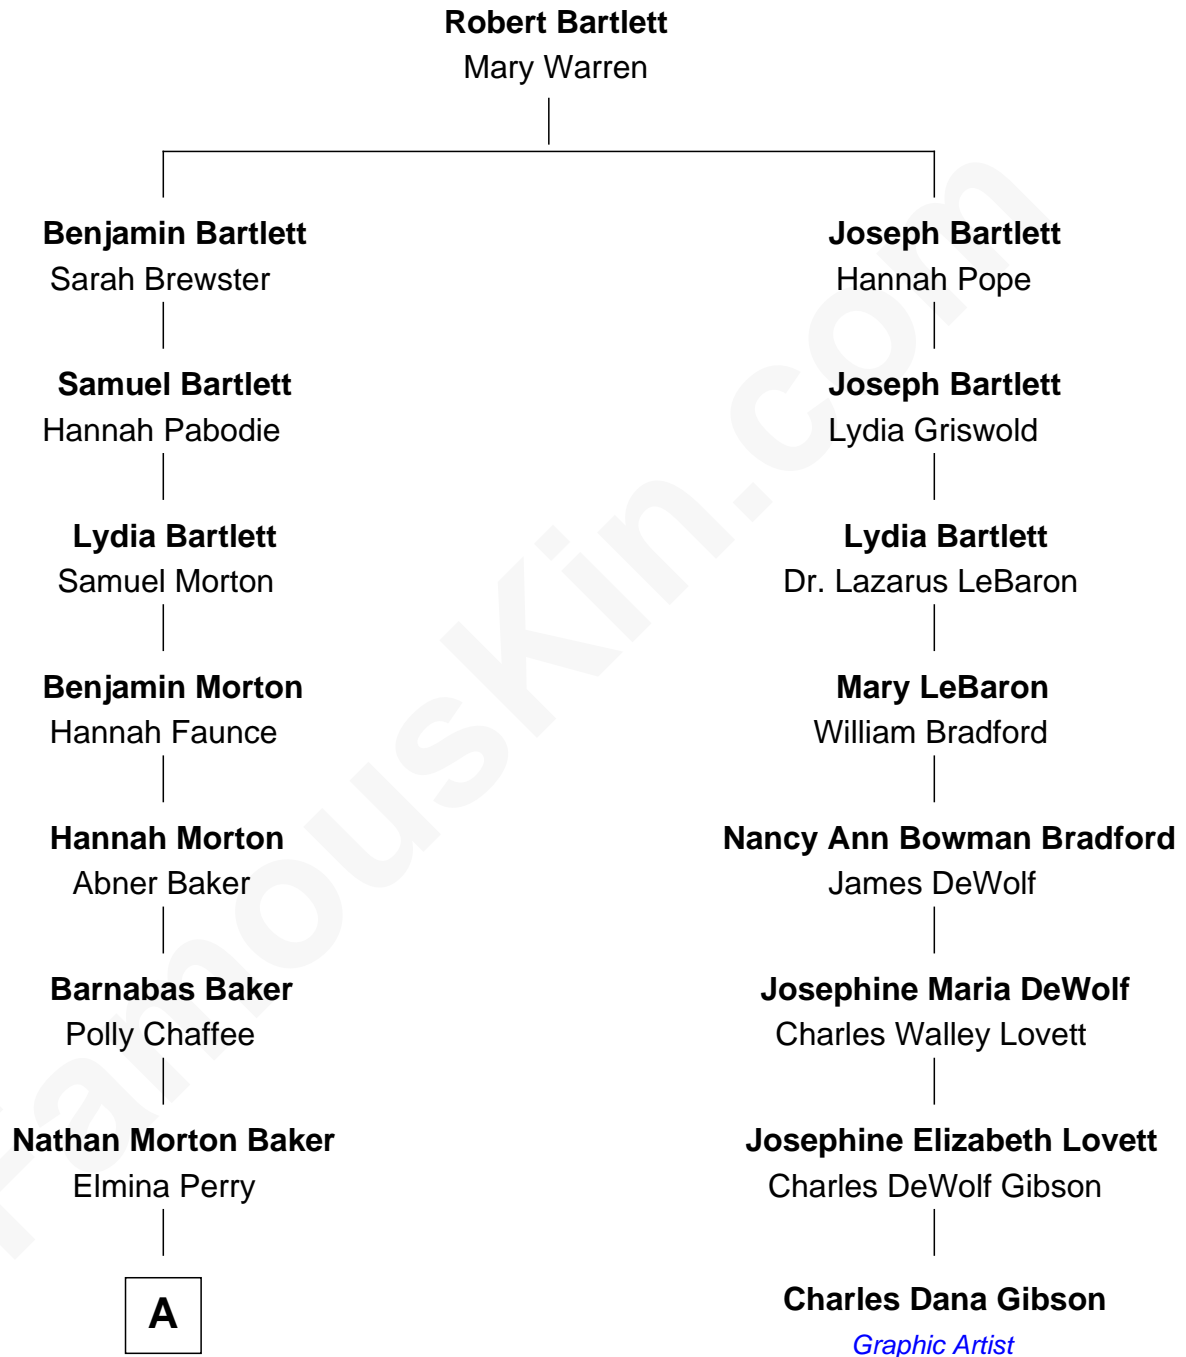 Robert Bartlett
Mary Warren
Benjamin Bartlett
Sarah Brewster
Joseph Bartlett
Hannah Pope
Samuel Bartlett
Hannah Pabodie
Joseph Bartlett
Lydia Griswold
Lydia Bartlett
Samuel Morton
Lydia Bartlett
Dr. Lazarus LeBaron
Benjamin Morton
Hannah Faunce
Mary LeBaron
William Bradford
Hannah Morton
Abner Baker
Nancy Ann Bowman Bradford
James DeWolf
Barnabas Baker
Polly Chaffee
Josephine Maria DeWolf
Charles Walley Lovett
Nathan Morton Baker
Elmina Perry
Josephine Elizabeth Lovett
Charles DeWolf Gibson
A
Charles Dana Gibson
Graphic Artist
FamousKin.com